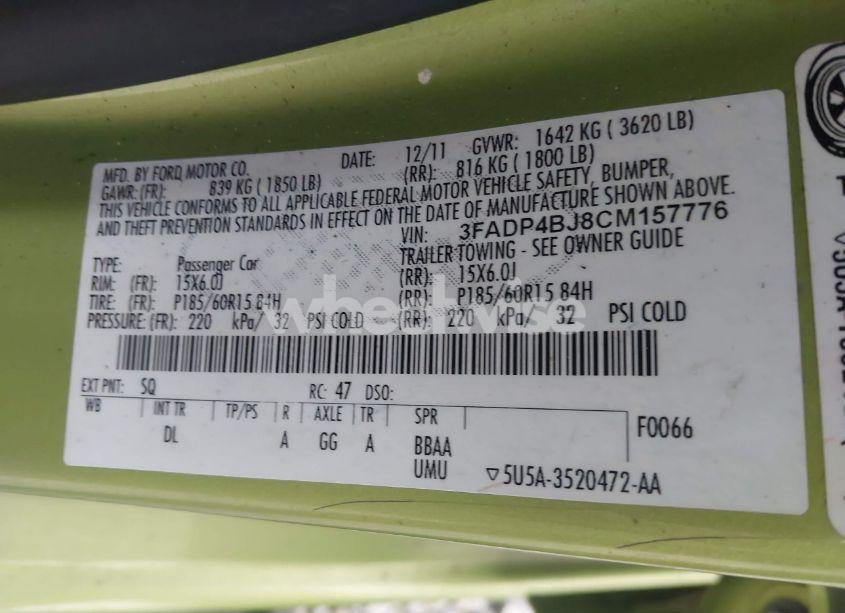 MFD. BY FORD MOTOR CO. DATE: 12/11 GVWR: 1642 KG ( 3620 LB)
GAWR: (FR): 839 KG ( 1850 LB) (RR): 816 KG ( 1800 LB)
THIS VEHICLE CONFORMS TO ALL APPLICABLE FEDERAL MOTOR VEHICLE SAFETY, BUMPER,
AND THEFT PREVENTION STANDARDS IN EFFECT ON THE DATE OF MANUFACTURE SHOWN ABOVE.
VIN: 3FADP4BJ8CM157776
TYPE: Passenger Car TRAILER TOWING - SEE OWNER GUIDE
RIM: (FR): 15X6.0J (RR): 15X6.0J
TIRE: (FR): P185/60R15 84H (RR): P185/60R15 84H
PRESSURE: (FR): 220 kPa/ 32 PSI COLD (RR): 220 kPa/ 32 PSI COLD
EXT PNT: SQ RC: 47 DSO:
WB INT TR TP/PS R AXLE TR SPR F0066
DL A GG A BBAA
UMU ▽5U5A-3520472-AA